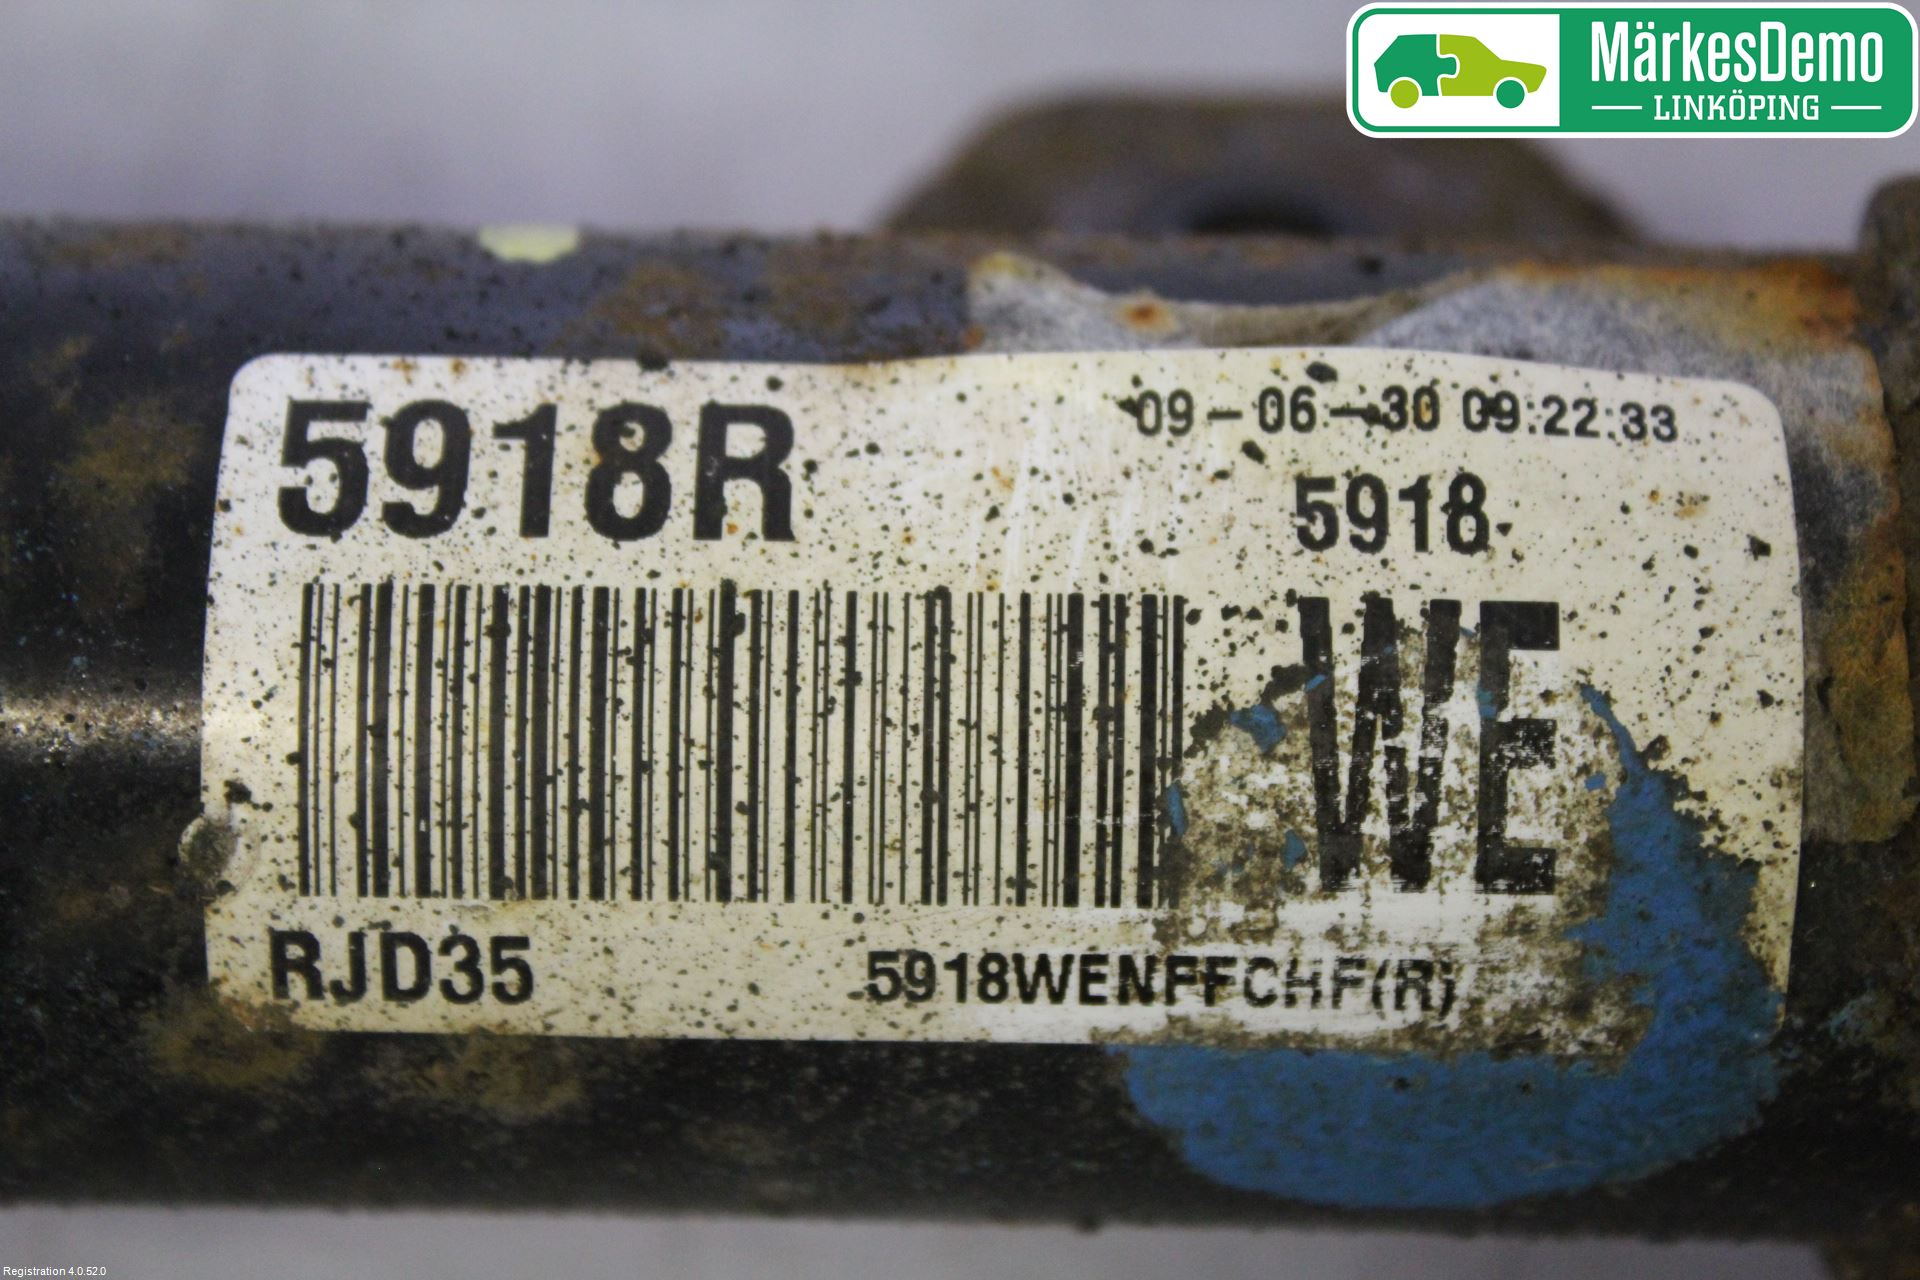 MärkesDemo
LINKÖPING
5918R
09-06-30 09:22:33
5918
WE
RJD35
5918WENFFCHF(R)
Registration 4.0.52.0